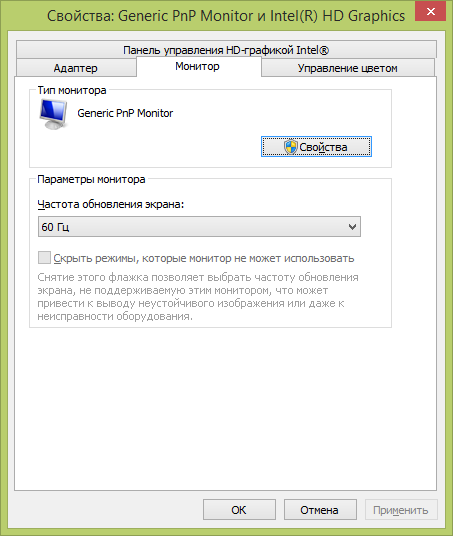 Свойства: Generic PnP Monitor и Intel(R) HD Graphics
Панель управления HD-графикой Intel®
Адаптер
Монитор
Управление цветом
Тип монитора
Generic PnP Monitor
Свойства
Параметры монитора
Частота обновления экрана:
60 Гц
Скрыть режимы, которые монитор не может использовать
Снятие этого флажка позволяет выбрать частоту обновления
экрана, не поддерживаемую этим монитором, что может
привести к выводу неустойчивого изображения или даже к
неисправности оборудования.
ОК
Отмена
Применить